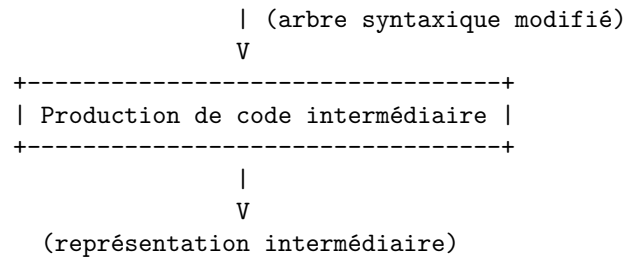 | (arbre syntaxique modifié)
V
+----------------------------------+
| Production de code intermédiaire |
+----------------------------------+
|
V
(représentation intermédiaire)